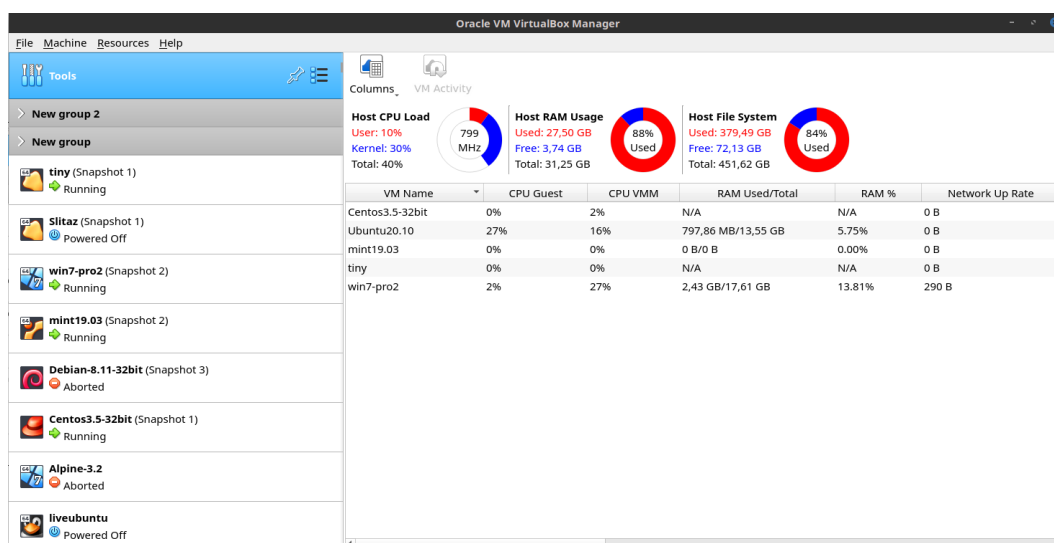 Oracle VM VirtualBox Manager
File Machine Resources Help
Tools
New group 2
New group
tiny (Snapshot 1)
Running
Slitaz (Snapshot 1)
Powered Off
win7-pro2 (Snapshot 2)
Running
mint19.03 (Snapshot 2)
Running
Debian-8.11-32bit (Snapshot 3)
Aborted
Centos3.5-32bit (Snapshot 1)
Running
Alpine-3.2
Aborted
liveubuntu
Powered Off
Columns VM Activity
Host CPU Load
User: 10%
Kernel: 30%
Total: 40%
799
MHz
Host RAM Usage
Used: 27,50 GB
Free: 3,74 GB
Total: 31,25 GB
88%
Used
Host File System
Used: 379,49 GB
Free: 72,13 GB
Total: 451,62 GB
84%
Used
VM Name CPU Guest CPU VMM RAM Used/Total RAM % Network Up Rate
Centos3.5-32bit 0% 2% N/A N/A 0 B
Ubuntu20.10 27% 16% 797,86 MB/13,55 GB 5.75% 0 B
mint19.03 0% 0% 0 B/0 B 0.00% 0 B
tiny 0% 0% N/A N/A 0 B
win7-pro2 2% 27% 2,43 GB/17,61 GB 13.81% 290 B